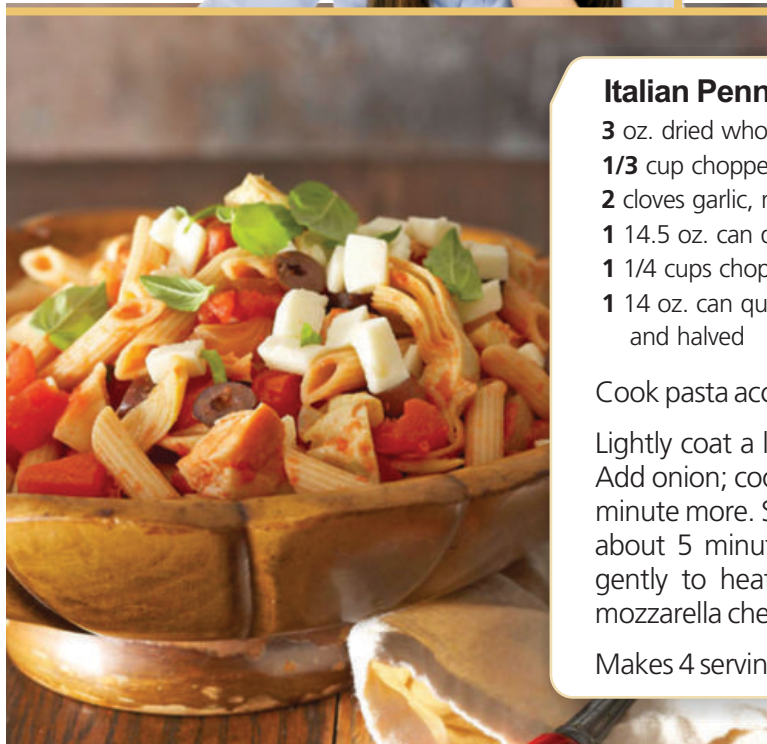 Italian Penn
3 oz. dried who
1/3 cup choppe
2 cloves garlic, r
1 14.5 oz. can
1 1/4 cups chop
1 14 oz. can qu
and halved
Cook pasta acc
Lightly coat a l
Add onion; coo
minute more. S
about 5 minut
gently to heat
mozzarella che
Makes 4 servin